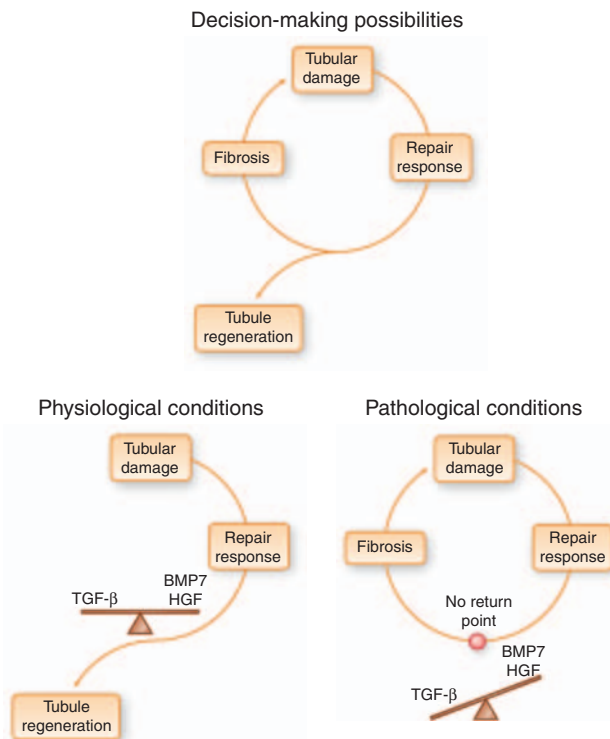 Decision-making possibilities
Tubular
damage
Fibrosis
Repair
response
Tubule
regeneration
Physiological conditions
Tubular
damage
Repair
response
TGF-β
BMP7
HGF
Tubule
regeneration
Pathological conditions
Tubular
damage
Fibrosis
Repair
response
No return
point
BMP7
HGF
TGF-β